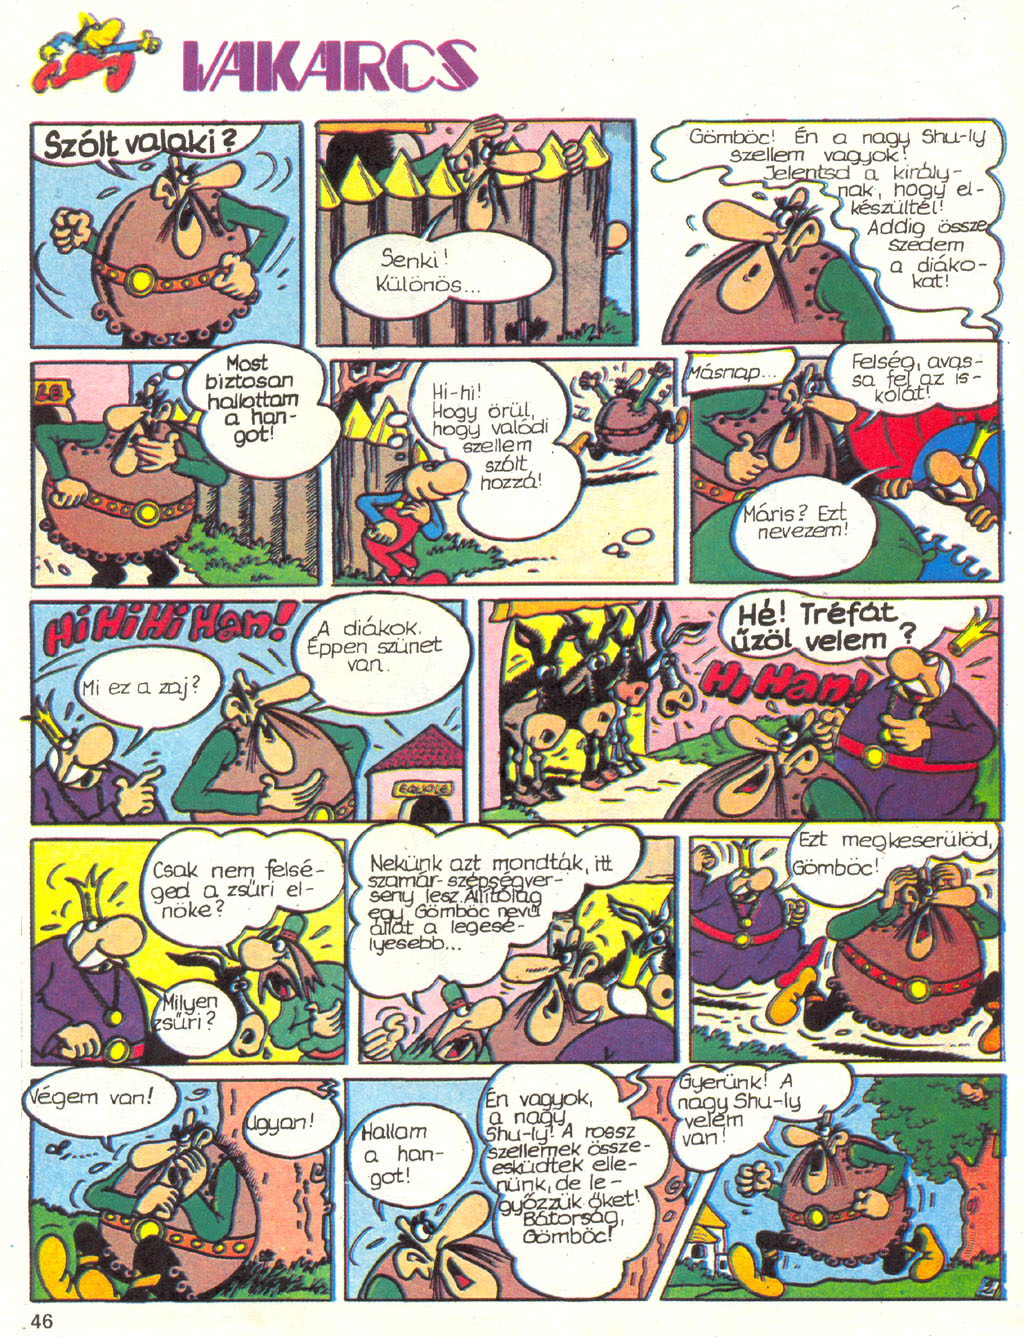 VAKARCS
Szólt valaki?
Senki!
Különös...
Gömböc! Én a nagy Shu-ly
szellem vagyok!
Jelentsd a király-
nak, hogy el-
készültél!
Addig össze
szedem
a diáko-
kat!
Most
biztosan
hallottam
a han-
got!
Hi-hi!
Hogy örül,
hogy valódi
szellem
szólt
hozzá!
Másnap...
Felség, avas-
sa fel az is-
kolát!
Máris? Ezt
nevezem!
Hi Hi Hi Hi Han!
Mi ez a zaj?
A diákok.
Éppen szünet
van.
EQUOLE
Hé! Tréfát
űzöl velem?
Hi Han!
Csak nem felsé-
ged a zsűri el-
nöke?
Milyen
zsűri?
Nekünk azt mondták, itt
szamár-szépségver-
seny lesz. Állítólag
egy Gömböc nevű
állat a legesé-
lyesebb...
Ezt megkeserülöd,
Gömböc!
Végem van!
Ugyan!
Hallom
a han-
got!
Én vagyok,
a nagy
Shu-ly! A rossz
szellemek össze-
esküdtek elle-
nünk, de le-
győzzük őket!
Bátorság,
Gömböc!
Gyerünk! A
nagy Shu-ly
velem
van!
46